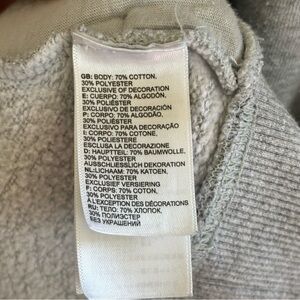 GB: BODY: 70% COTTON,
30% POLYESTER
EXCLUSIVE OF DECORATION
E: CUERPO: 70% ALGODÓN,
30% POLIÉSTER
EXCLUSIVO DE DECORACIÓN
P: CORPO: 70% ALGODÃO,
30% POLIÉSTER
EXCLUSIVO PARA DECORAÇÃO
E: CORPO: 70% COTONE,
30% POLIESTERE
ESCLUSA LA DECORAZIONE
D: HAUPTTEIL: 70% BAUMWOLLE,
30% POLYESTER
AUSSCHLIESSLICH DEKORATION
NL:LICHAAM: 70% KATOEN,
30% POLYESTER
EXCLUSIEF VERSIERING
F: CORPS: 70% COTON,
30% POLYESTER
À L'EXCEPTION DES DÉCORATIONS
RU: ТЕЛО: 70% ХЛОПОК,
30% ПОЛИЭСТЕР
БЕЗ УКРАШЕНИЙ